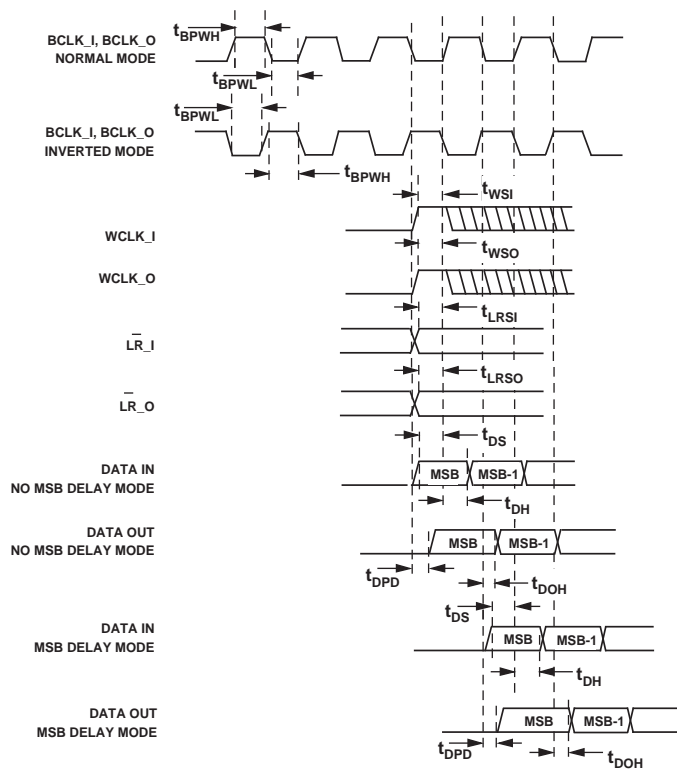 tBPWH
BCLK_I, BCLK_O
NORMAL MODE
tBPWL
tBPWL
BCLK_I, BCLK_O
INVERTED MODE
tBPWH
tWSI
WCLK_I
tWSO
WCLK_O
tLRSI
LR_I
tLRSO
LR_O
tDS
DATA IN
NO MSB DELAY MODE
MSB
MSB-1
tDH
DATA OUT
NO MSB DELAY MODE
MSB
MSB-1
tDPD
tDOH
tDS
DATA IN
MSB DELAY MODE
MSB
MSB-1
tDH
DATA OUT
MSB DELAY MODE
MSB
MSB-1
tDPD
tDOH